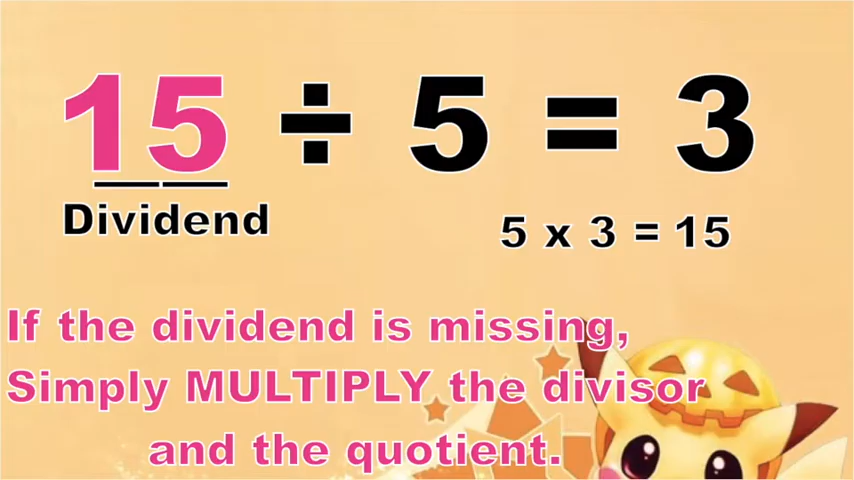 15 ÷ 5 = 3
Dividend
5 x 3 = 15
If the dividend is missing,
Simply MULTIPLY the divisor
and the quotient.